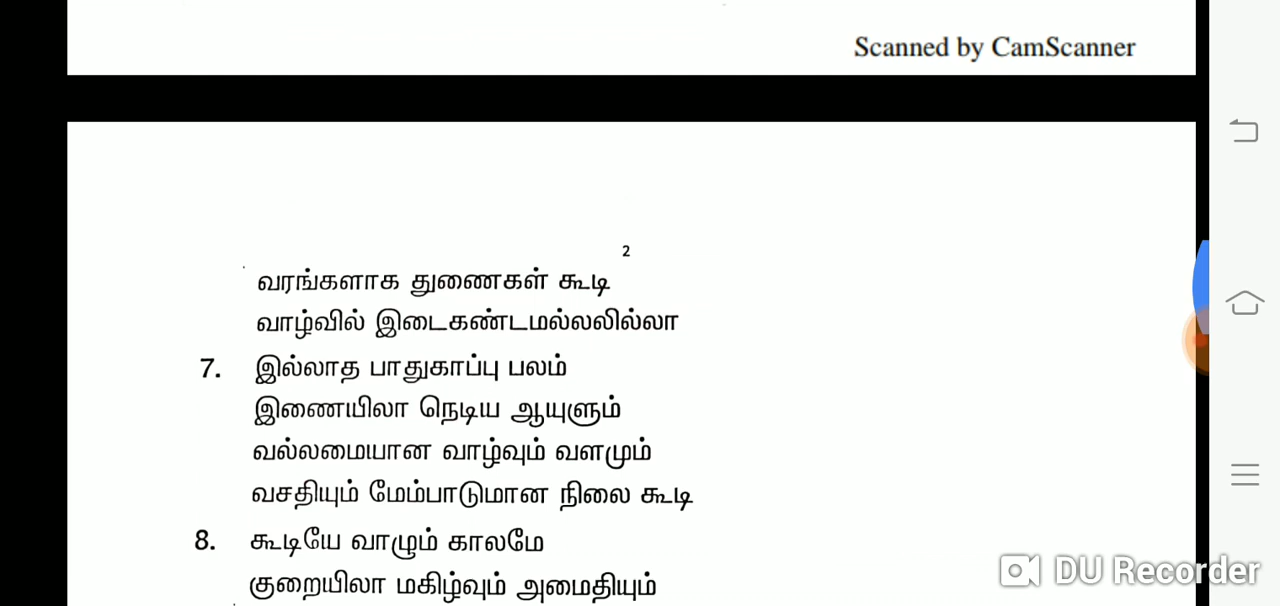 Scanned by CamScanner
2
வரங்களாக துணைகள் கூடி
வாழ்வில் இடைகண்டமல்லலில்லா
7. இல்லாத பாதுகாப்பு பலம்
இணையிலா நெடிய ஆயுளும்
வல்லமையான வாழ்வும் வளமும்
வசதியும் மேம்பாடுமான நிலை கூடி
8. கூடியே வாழும் காலமே
குறையிலா மகிழ்வும் அமைதியும்
DU Recorder